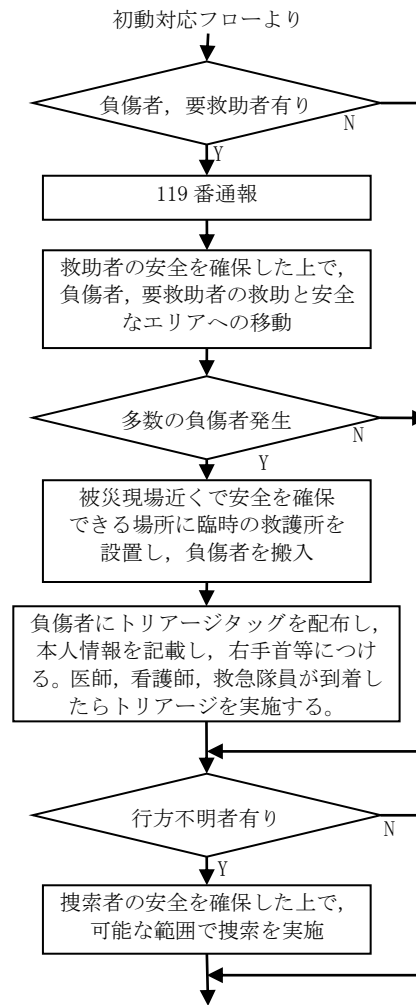 初動対応フローより
負傷者，要救助者有り
N
Y
119 番通報
救助者の安全を確保した上で，
負傷者，要救助者の救助と安全
なエリアへの移動
多数の負傷者発生
N
Y
被災現場近くで安全を確保
できる場所に臨時の救護所を
設置し，負傷者を搬入
負傷者にトリアージタッグを配布し，
本人情報を記載し，右手首等につけ
る。医師，看護師，救急隊員が到着し
たらトリアージを実施する。
行方不明者有り
N
Y
捜索者の安全を確保した上で，
可能な範囲で捜索を実施